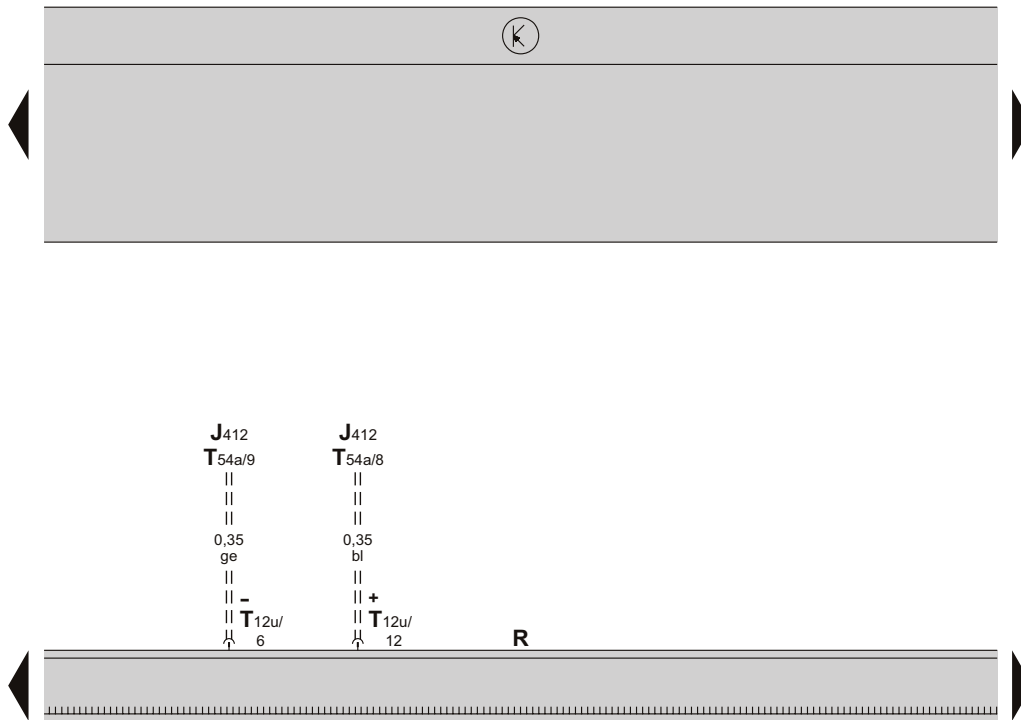 J412 J412
T54a/9 T54a/8
0,35 0,35
ge bl
- +
T12u/ T12u/
6 12
R